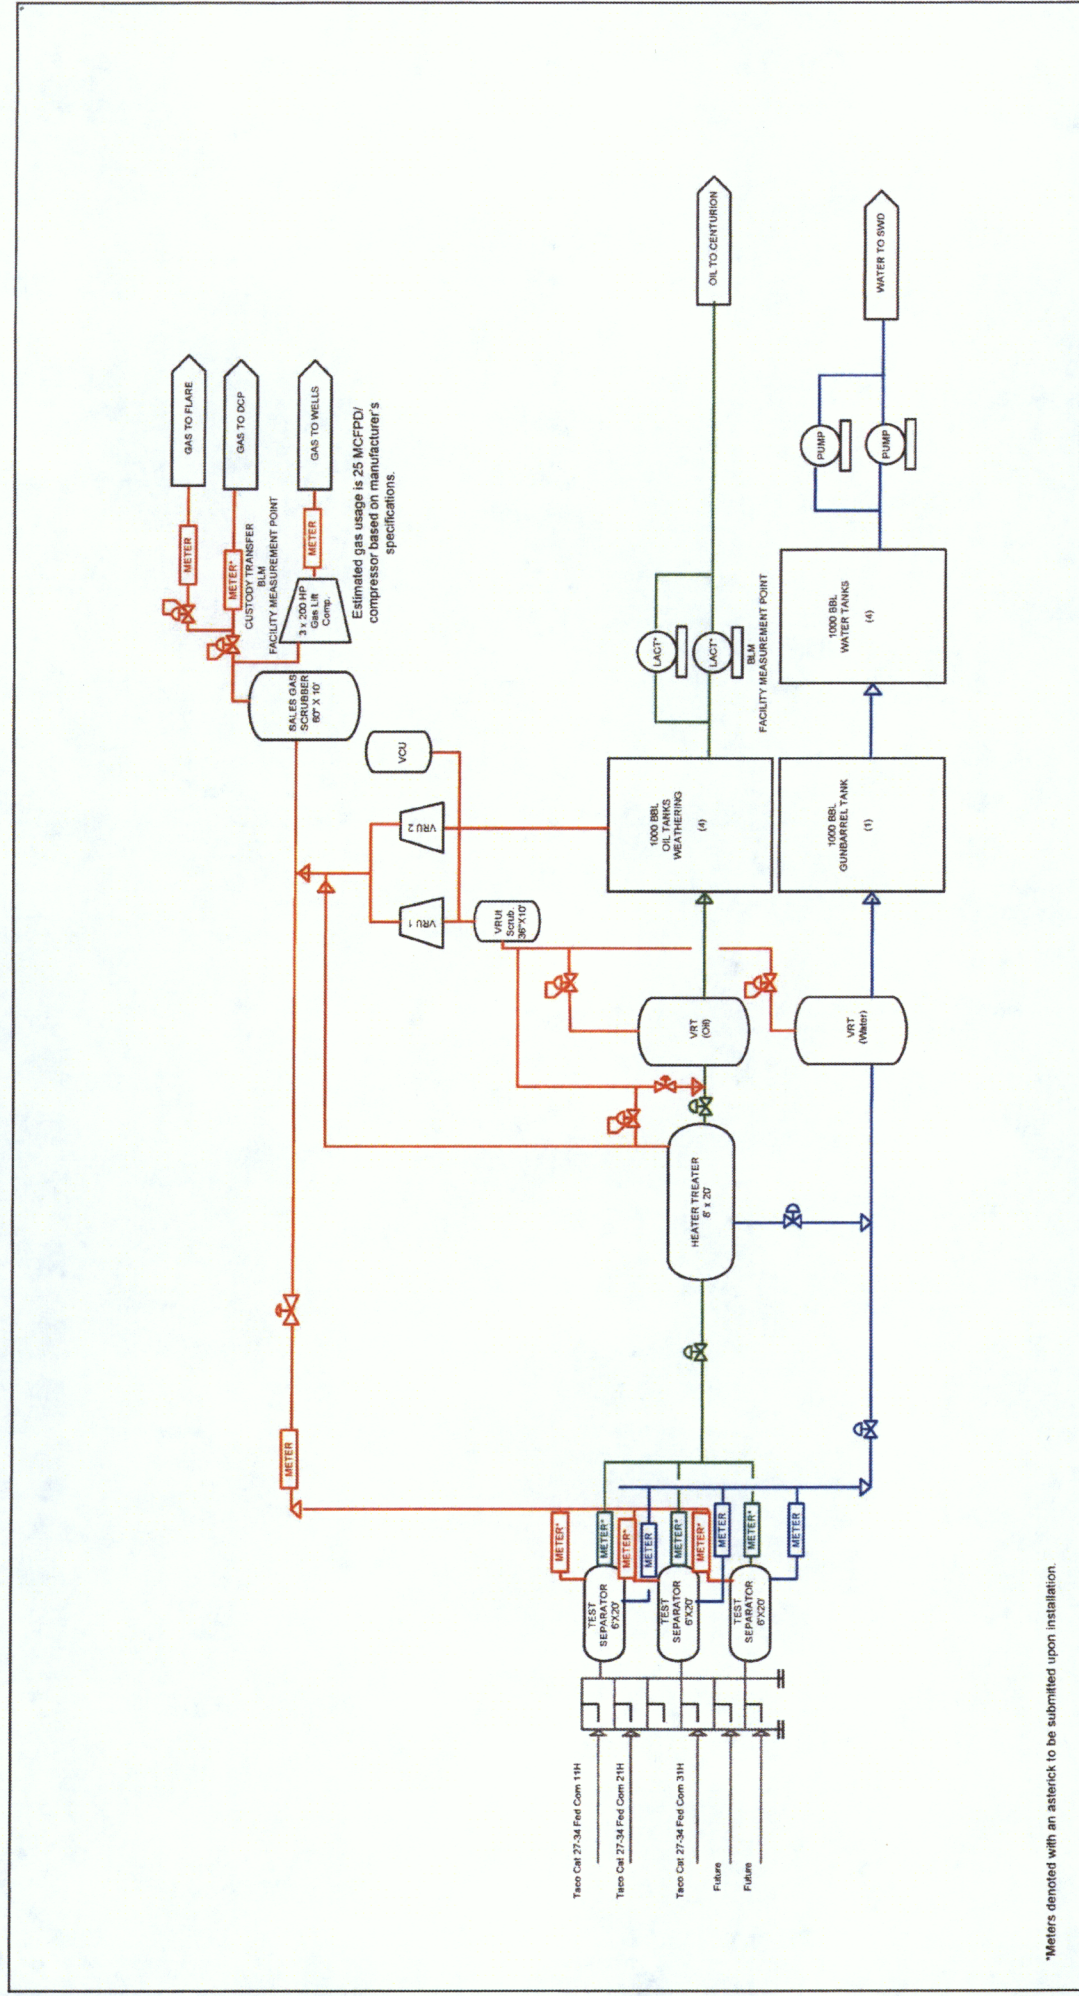 GAS TO FLARE
GAS TO DCP
GAS TO WELLS
METER
METER*
METER
CUSTODY TRANSFER
BLM
FACILITY MEASUREMENT POINT
3 x 200 HP
Gas Lift
Comp.
Estimated gas usage is 25 MCFPD/
compressor based on manufacturer's
specifications.
SALES GAS
SCRUBBER
60" X 10'
VCU
VRU 2
VRU 1
VRU1
Scrub.
36"X10'
OIL TO CENTURION
WATER TO SWD
PUMP
PUMP
LACT*
LACT*
BLM
FACILITY MEASUREMENT POINT
1000 BBL
OIL TANKS
WEATHERING
(4)
1000 BBL
WATER TANKS
(4)
1000 BBL
GUNBARREL TANK
(1)
VRT
(Oil)
VRT
(Water)
HEATER TREATER
8' x 20'
METER
METER*
METER*
METER*
METER
METER*
METER*
METER
METER*
METER
TEST
SEPARATOR
6'X20'
TEST
SEPARATOR
6'X20'
TEST
SEPARATOR
6'X20'
Taco Cat 27-34 Fed Com 11H
Taco Cat 27-34 Fed Com 21H
Taco Cat 27-34 Fed Com 31H
Future
Future
*Meters denoted with an asterick to be submitted upon installation.